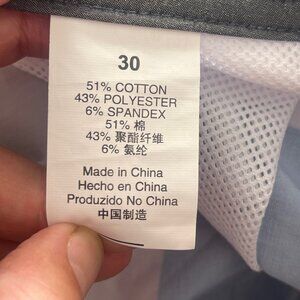 30
51% COTTON
43% POLYESTER
6% SPANDEX
51% 棉
43% 聚酯纤维
6% 氨纶
Made in China
Hecho en China
Produzido No China
中国制造